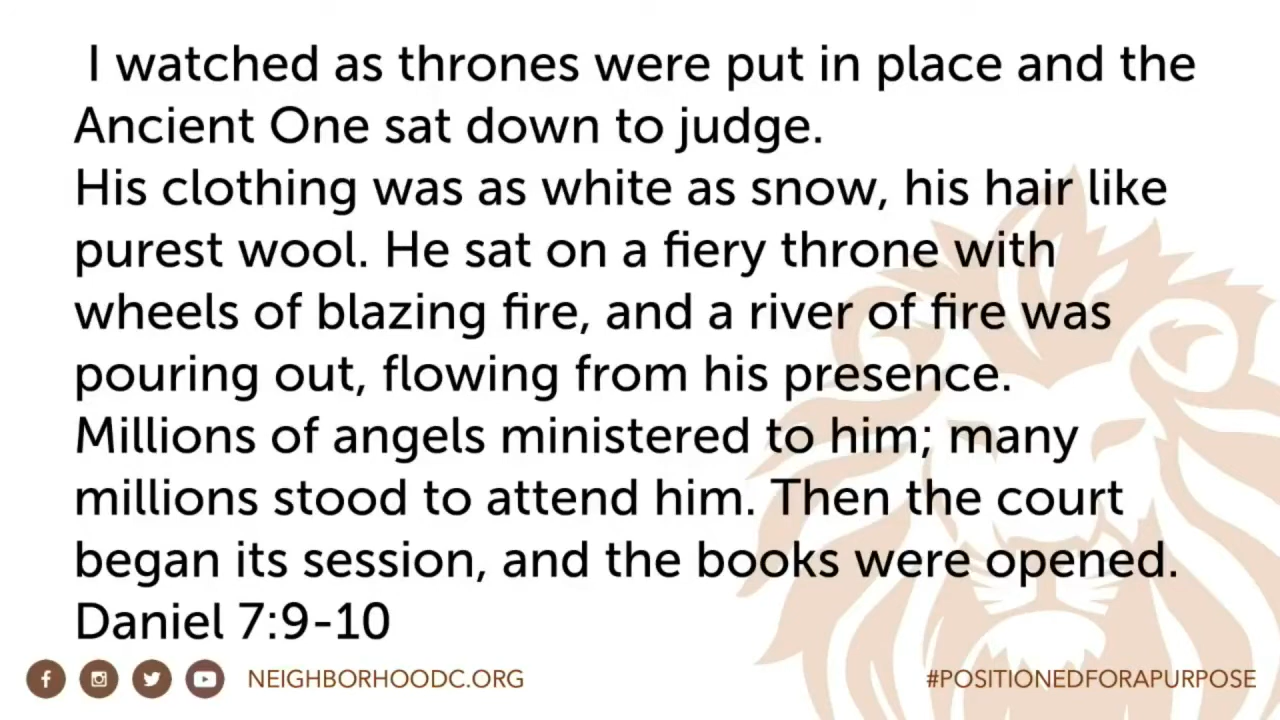 I watched as thrones were put in place and the
Ancient One sat down to judge.
His clothing was as white as snow, his hair like
purest wool. He sat on a fiery throne with
wheels of blazing fire, and a river of fire was
pouring out, flowing from his presence.
Millions of angels ministered to him; many
millions stood to attend him. Then the court
began its session, and the books were opened.
Daniel 7:9-10
NEIGHBORHOODC.ORG
#POSITIONEDFORAPURPOSE